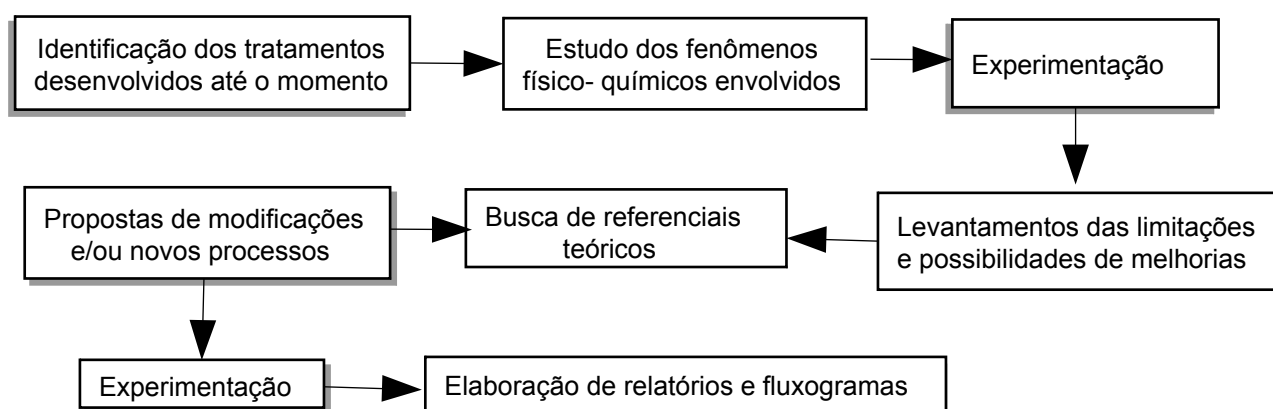 Identificação dos tratamentos
desenvolvidos até o momento
Estudo dos fenômenos
físico- químicos envolvidos
Experimentação
Propostas de modificações
e/ou novos processos
Busca de referenciais
teóricos
Levantamentos das limitações
e possibilidades de melhorias
Experimentação
Elaboração de relatórios e fluxogramas